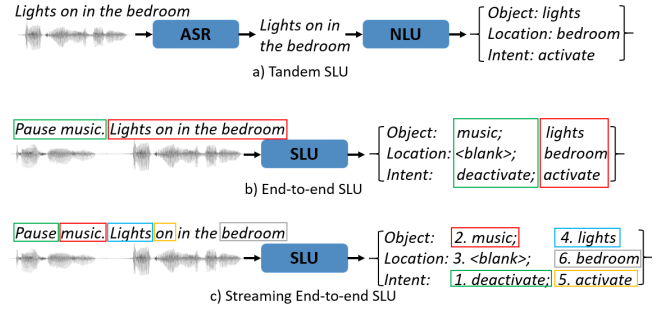 Lights on in the bedroom
ASR
Lights on in
the bedroom
NLU
Object: lights
Location: bedroom
Intent: activate
a) Tandem SLU
Pause music. Lights on in the bedroom
SLU
Object: music; lights
Location: <blank>; bedroom
Intent: deactivate; activate
b) End-to-end SLU
Pause music. Lights on in the bedroom
SLU
Object: 2. music; 4. lights
Location: 3. <blank>; 6. bedroom
Intent: 1. deactivate; 5. activate
c) Streaming End-to-end SLU